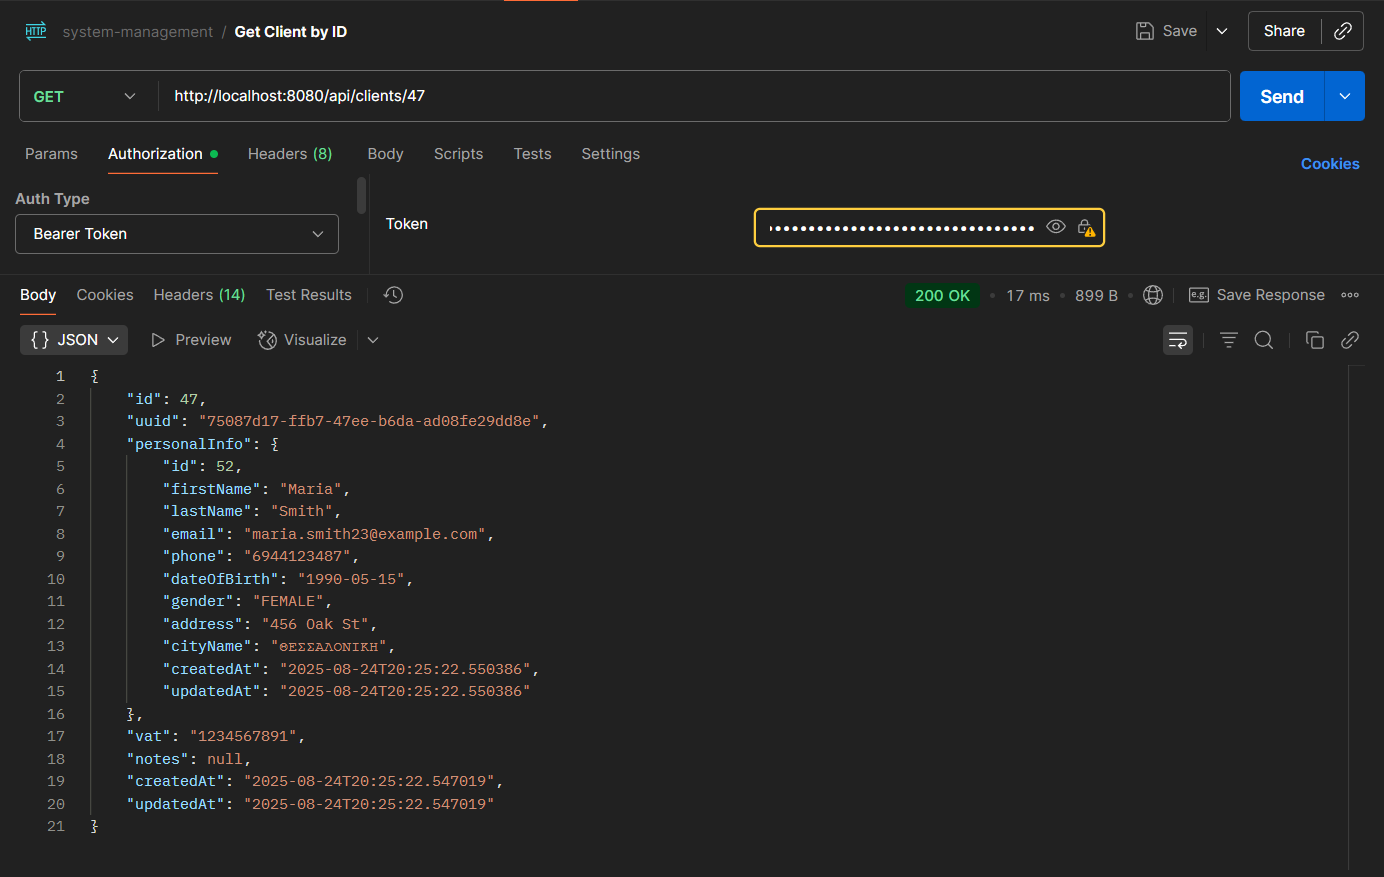 HTTP system-management / Get Client by ID Save Share
GET http://localhost:8080/api/clients/47 Send
Params Authorization Headers (8) Body Scripts Tests Settings Cookies
Auth Type
Bearer Token
Token
Body Cookies Headers (14) Test Results 200 OK • 17 ms • 899 B • e.g. Save Response
{} JSON Preview Visualize
1 {
2 "id": 47,
3 "uuid": "75087d17-ffb7-47ee-b6da-ad08fe29dd8e",
4 "personalInfo": {
5 "id": 52,
6 "firstName": "Maria",
7 "lastName": "Smith",
8 "email": "maria.smith23@example.com",
9 "phone": "6944123487",
10 "dateOfBirth": "1990-05-15",
11 "gender": "FEMALE",
12 "address": "456 Oak St",
13 "cityName": "ΘΕΣΣΑΛΟΝΙΚΗ",
14 "createdAt": "2025-08-24T20:25:22.550386",
15 "updatedAt": "2025-08-24T20:25:22.550386"
16 },
17 "vat": "1234567891",
18 "notes": null,
19 "createdAt": "2025-08-24T20:25:22.547019",
20 "updatedAt": "2025-08-24T20:25:22.547019"
21 }